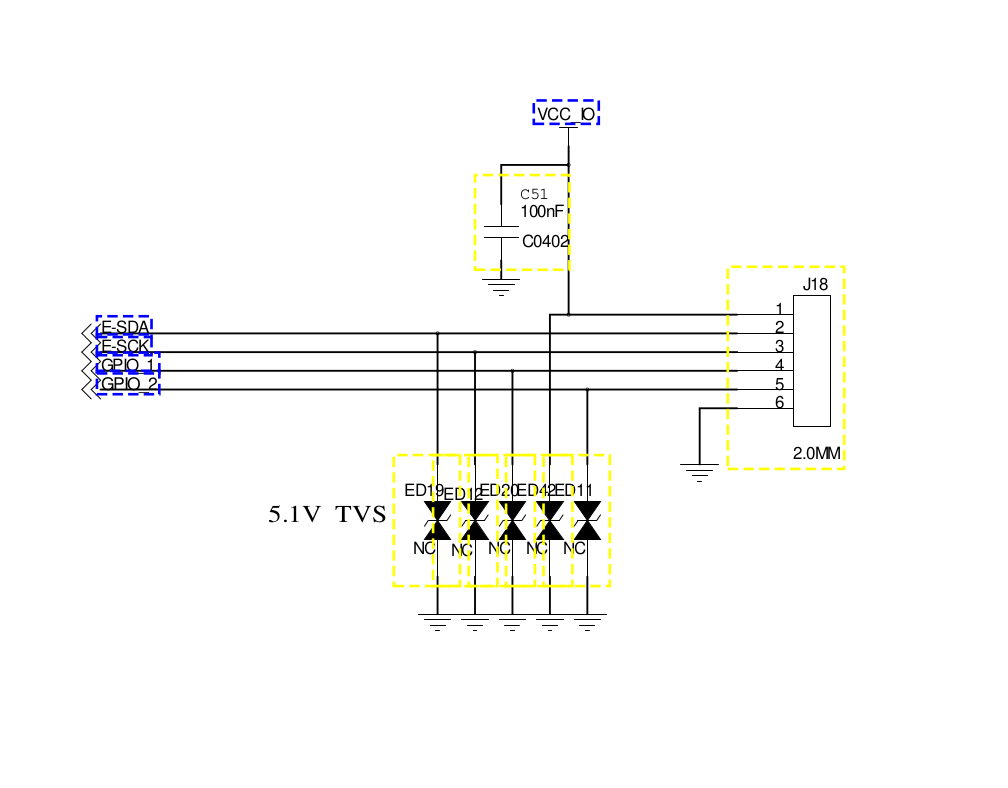 VCC_IO
C51
100nF
C0402
J18
1
2
3
4
5
6
2.0MM
E-SDA
E-SCK
GPIO_1
GPIO_2
5.1V TVS
ED19 ED12 ED20 ED42 ED11
NC NC NC NC NC